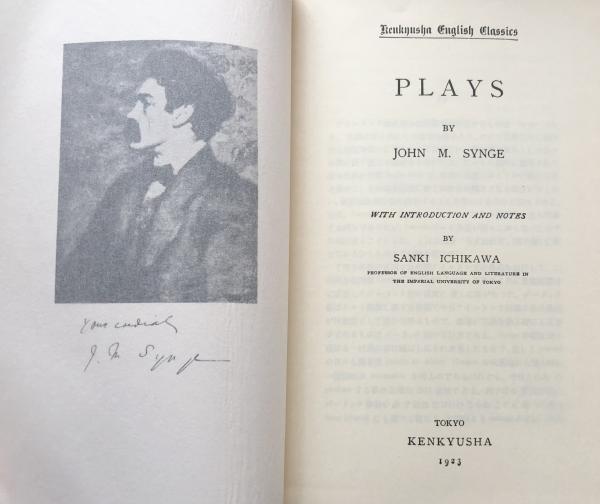 Yours cordially
J. M. Synge
Kenkyusha English Classics
PLAYS
BY
JOHN M. SYNGE
WITH INTRODUCTION AND NOTES
BY
SANKI ICHIKAWA
PROFESSOR OF ENGLISH LANGUAGE AND LITERATURE IN
THE IMPERIAL UNIVERSITY OF TOKYO
TOKYO
KENKYUSHA
1923